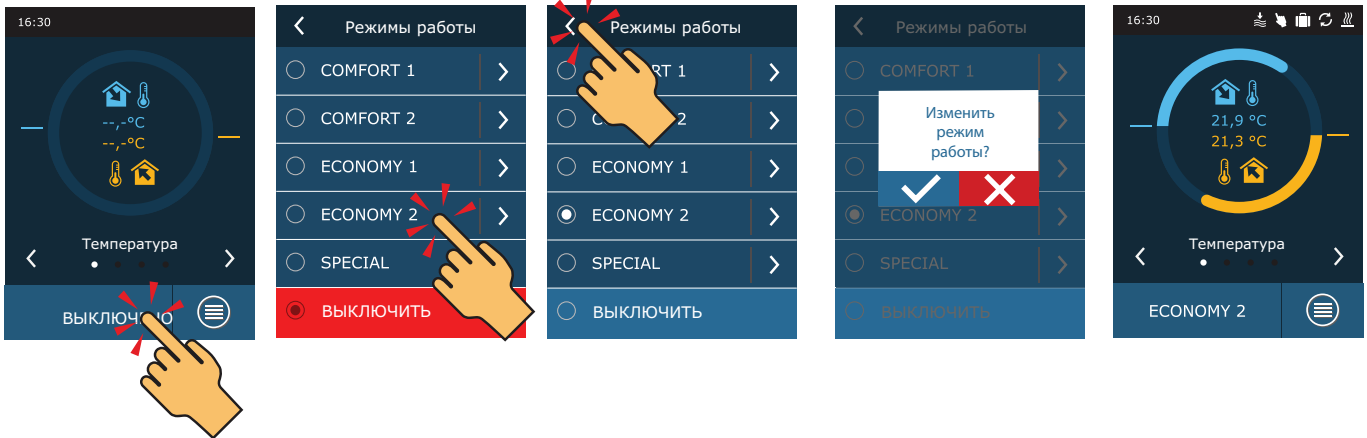 16:30
--,-°C
--,-°C
Температура
Режимы работы
COMFORT 1
COMFORT 2
ECONOMY 1
ECONOMY 2
SPECIAL
ВЫКЛЮЧИТЬ
Режимы работы
1
2
ECONOMY 1
ECONOMY 2
SPECIAL
ВЫКЛЮЧИТЬ
Режимы работы
COMFORT 1
Изменить
режим
работы?
ECONOMY 2
SPECIAL
ВЫКЛЮЧИТЬ
16:30
21,9 °C
21,3 °C
Температура
ECONOMY 2